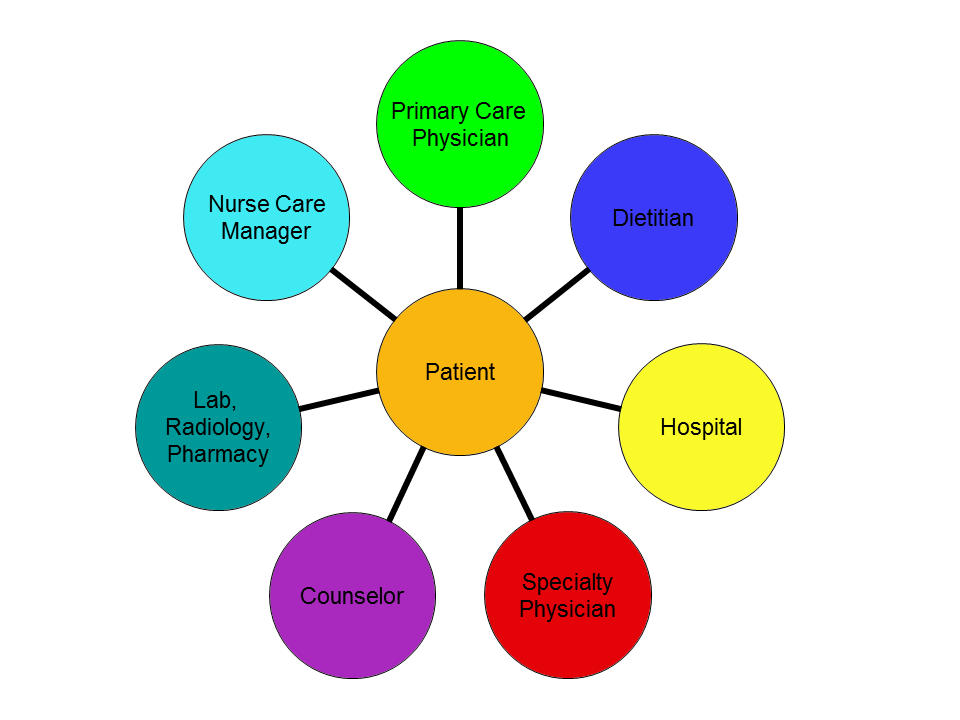 Primary Care
Physician
Nurse Care
Manager
Dietitian
Patient
Lab,
Radiology,
Pharmacy
Hospital
Counselor
Specialty
Physician